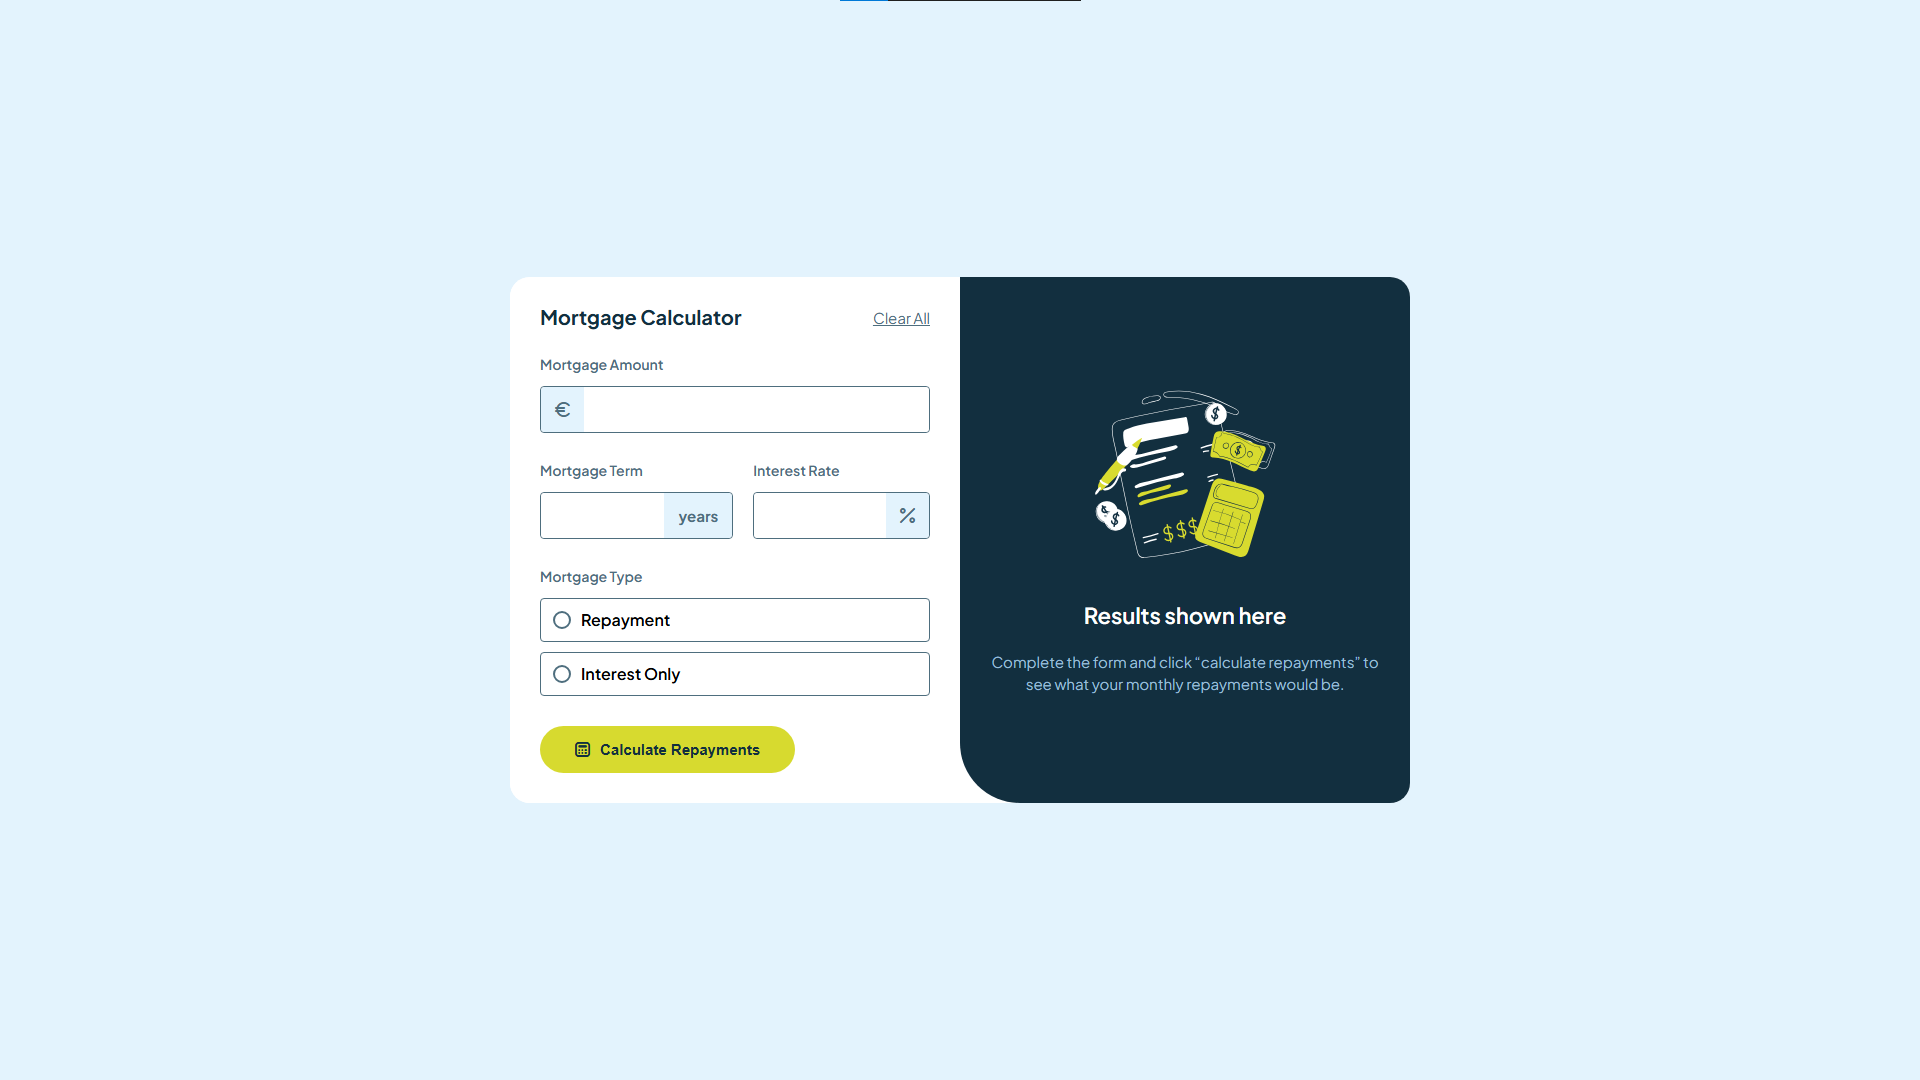 Mortgage Calculator
Clear All
Mortgage Amount
€
Mortgage Term
Interest Rate
years
%
Mortgage Type
Repayment
Interest Only
Calculate Repayments
$
$
$
$
$$$
Results shown here
Complete the form and click “calculate repayments” to
see what your monthly repayments would be.